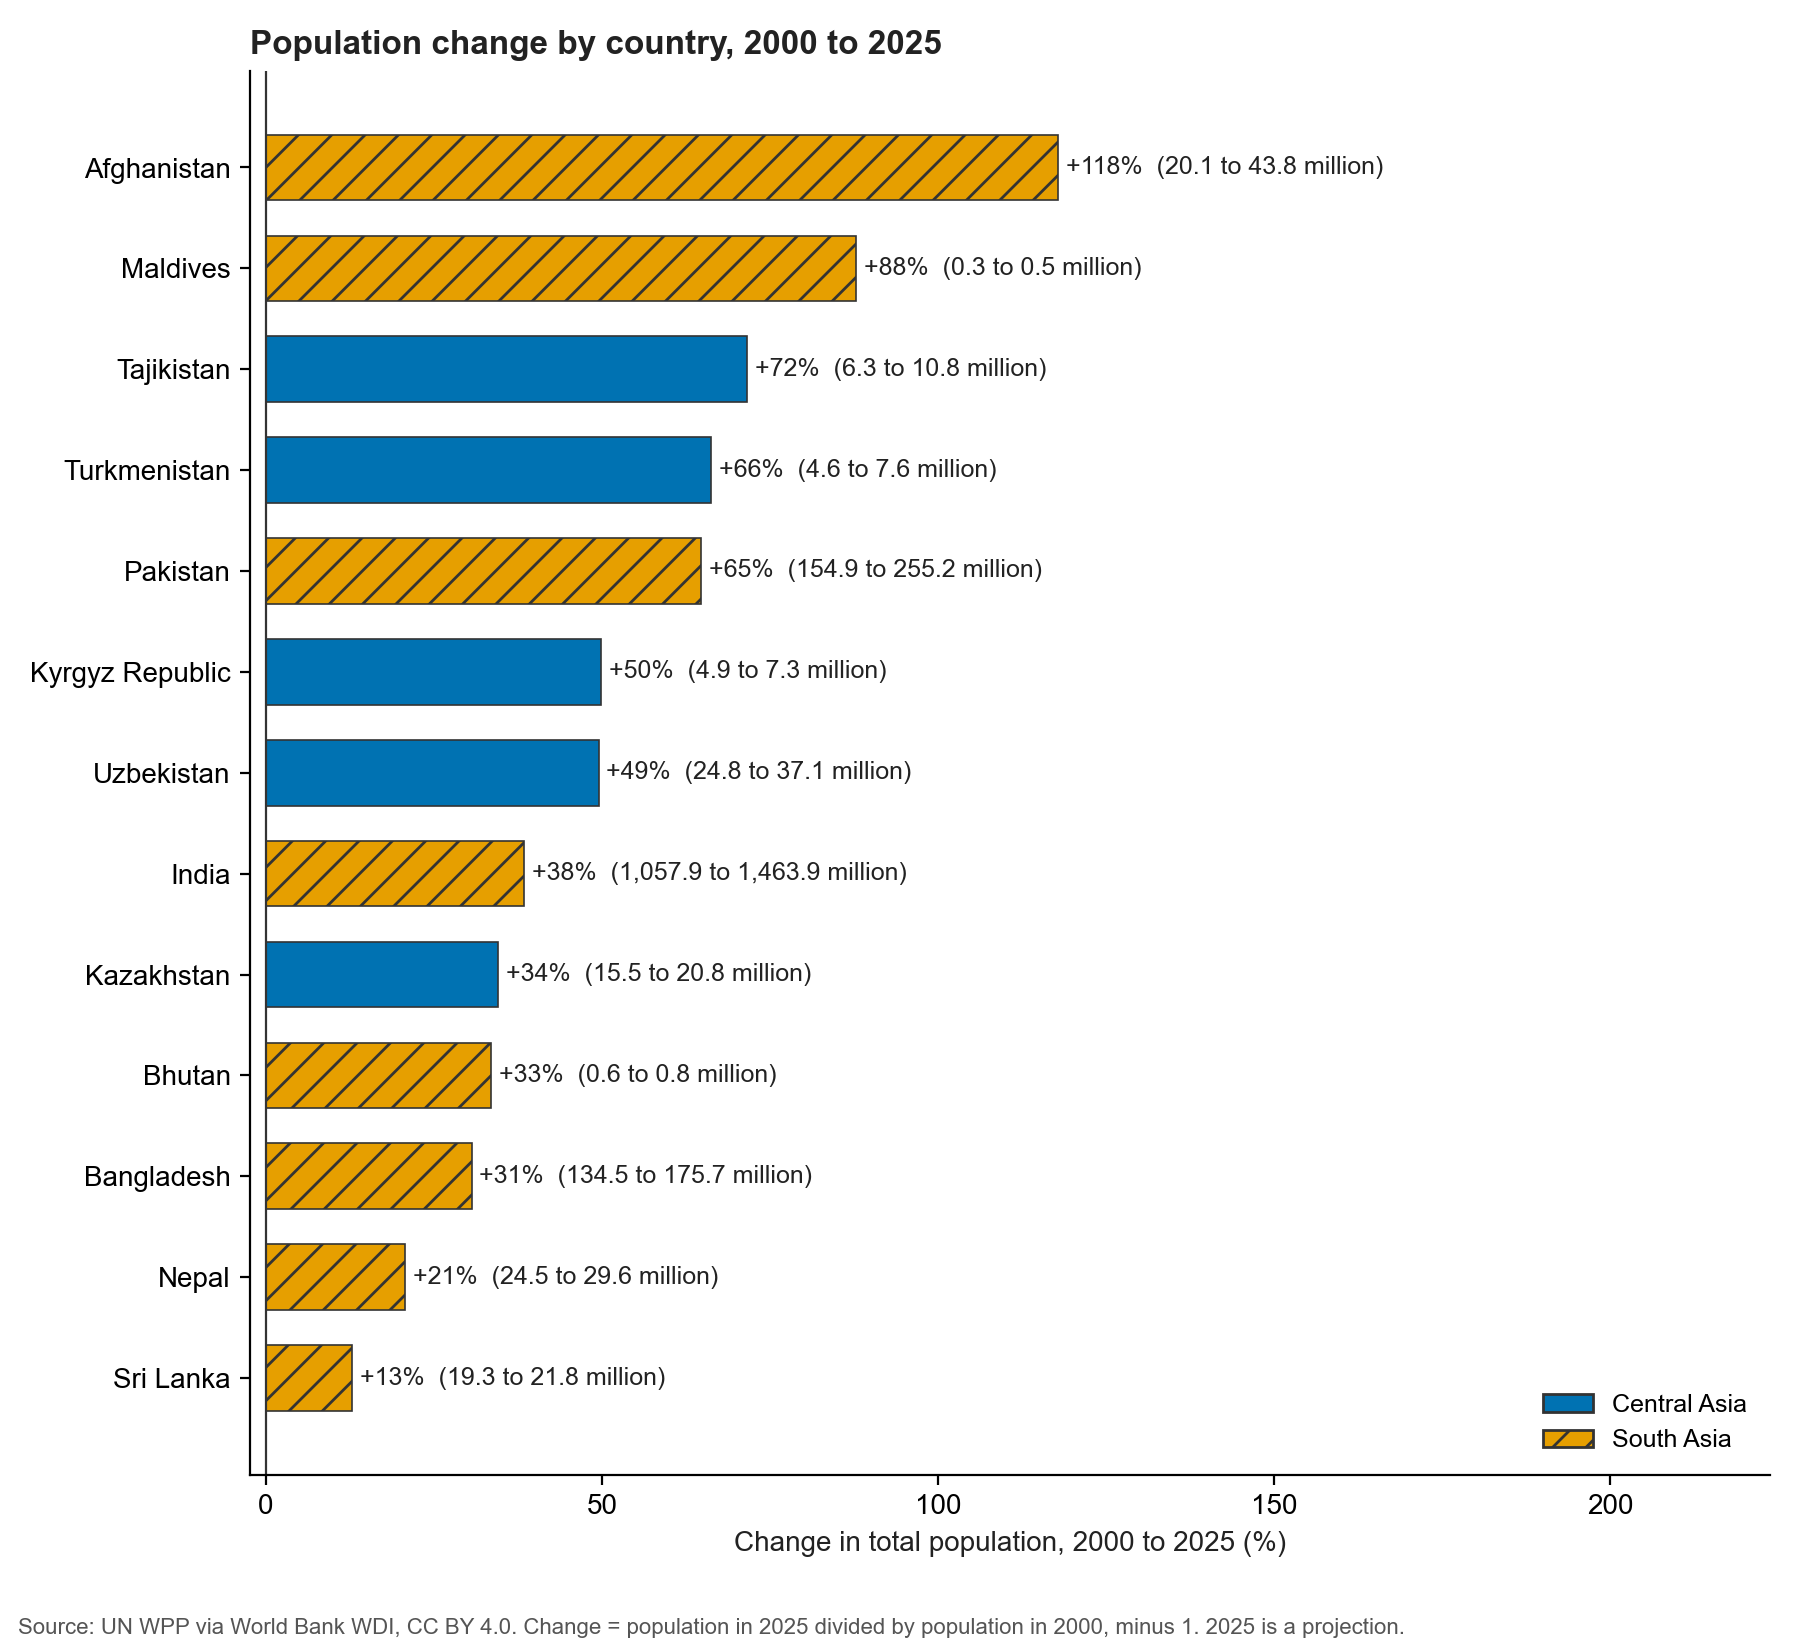 Population change by country, 2000 to 2025
Afghanistan +118% (20.1 to 43.8 million)
Maldives +88% (0.3 to 0.5 million)
Tajikistan +72% (6.3 to 10.8 million)
Turkmenistan +66% (4.6 to 7.6 million)
Pakistan +65% (154.9 to 255.2 million)
Kyrgyz Republic +50% (4.9 to 7.3 million)
Uzbekistan +49% (24.8 to 37.1 million)
India +38% (1,057.9 to 1,463.9 million)
Kazakhstan +34% (15.5 to 20.8 million)
Bhutan +33% (0.6 to 0.8 million)
Bangladesh +31% (134.5 to 175.7 million)
Nepal +21% (24.5 to 29.6 million)
Sri Lanka +13% (19.3 to 21.8 million)
Central Asia
South Asia
0 50 100 150 200
Change in total population, 2000 to 2025 (%)
Source: UN WPP via World Bank WDI, CC BY 4.0. Change = population in 2025 divided by population in 2000, minus 1. 2025 is a projection.